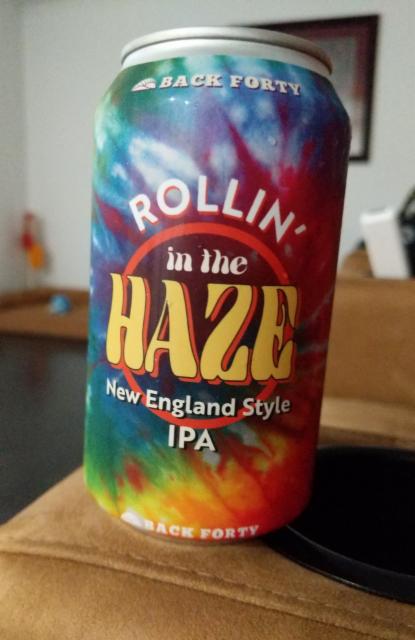 BACK FORTY
ROLLIN'
in the
HAZE
New England Style
IPA
BACK FORTY